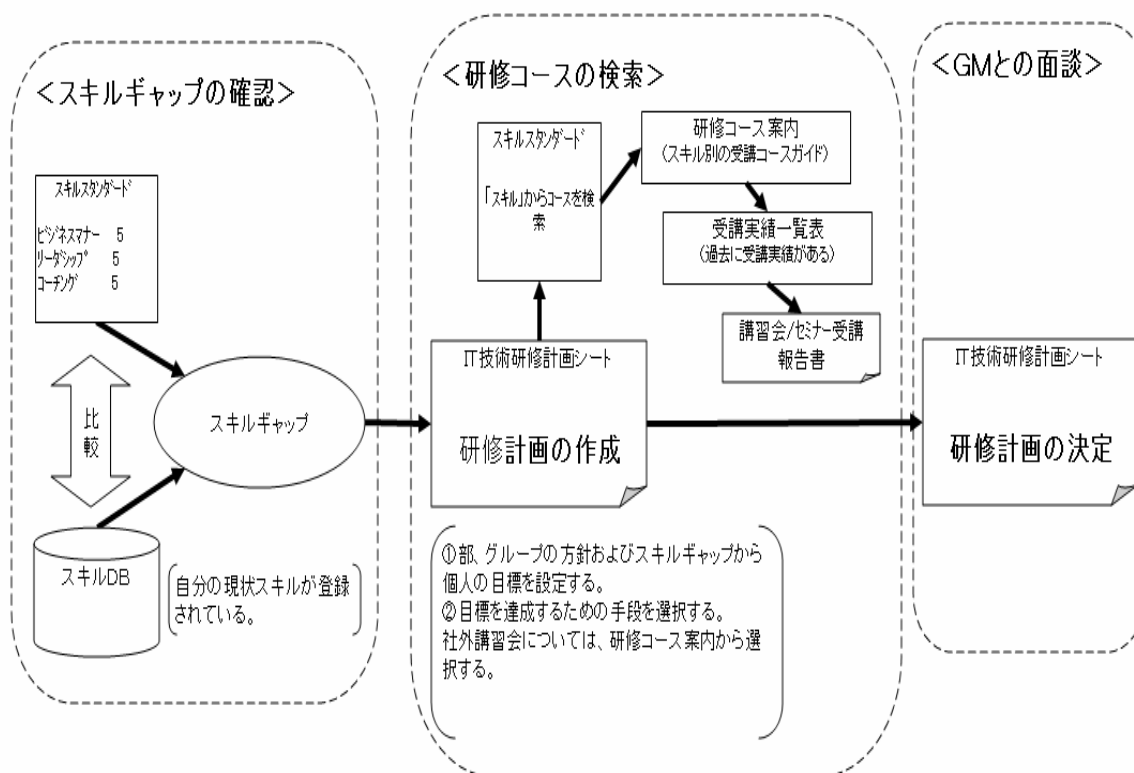 ＜スキルギャップの確認＞
スキルスタンダード
ビジネスマナー 5
リーダシップ 5
コーチング 5
比
較
スキルギャップ
スキルDB
自分の現状スキルが登録
されている。
＜研修コースの検索＞
スキルスタンダード
「スキル」からコースを検
索
研修コース案内
(スキル別の受講コースガイド)
受講実績一覧表
(過去に受講実績がある)
講習会/セミナー受講
報告書
IT技術研修計画シート
研修計画の作成
①部、グループの方針およびスキルギャップから
個人の目標を設定する。
②目標を達成するための手段を選択する。
社外講習会については、研修コース案内から選
択する。
＜GMとの面談＞
IT技術研修計画シート
研修計画の決定